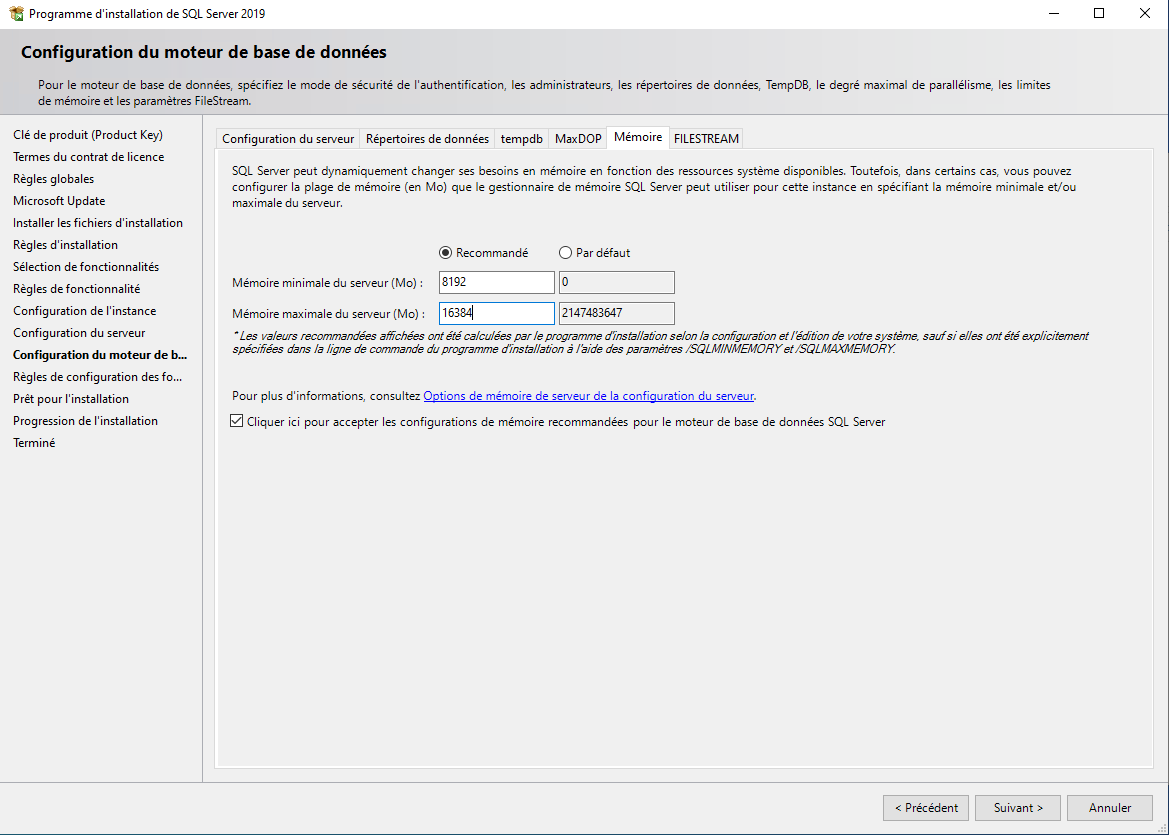 Programme d'installation de SQL Server 2019
Configuration du moteur de base de données
Pour le moteur de base de données, spécifiez le mode de sécurité de l'authentification, les administrateurs, les répertoires de données, TempDB, le degré maximal de parallélisme, les limites
de mémoire et les paramètres FileStream.
Clé de produit (Product Key)
Termes du contrat de licence
Règles globales
Microsoft Update
Installer les fichiers d'installation
Règles d'installation
Sélection de fonctionnalités
Règles de fonctionnalité
Configuration de l'instance
Configuration du serveur
Configuration du moteur de b...
Règles de configuration des fo...
Prêt pour l'installation
Progression de l'installation
Terminé
Configuration du serveur Répertoires de données tempdb MaxDOP Mémoire FILESTREAM
SQL Server peut dynamiquement changer ses besoins en mémoire en fonction des ressources système disponibles. Toutefois, dans certains cas, vous pouvez
configurer la plage de mémoire (en Mo) que le gestionnaire de mémoire SQL Server peut utiliser pour cette instance en spécifiant la mémoire minimale et/ou
maximale du serveur.
Recommandé Par défaut
Mémoire minimale du serveur (Mo) : 8192 0
Mémoire maximale du serveur (Mo) : 16384 2147483647
* Les valeurs recommandées affichées ont été calculées par le programme d'installation selon la configuration et l'édition de votre système, sauf si elles ont été explicitement
spécifiées dans la ligne de commande du programme d'installation à l'aide des paramètres /SQLMINMEMORY et /SQLMAXMEMORY.
Pour plus d'informations, consultez Options de mémoire de serveur de la configuration du serveur.
Cliquer ici pour accepter les configurations de mémoire recommandées pour le moteur de base de données SQL Server
< Précédent Suivant > Annuler